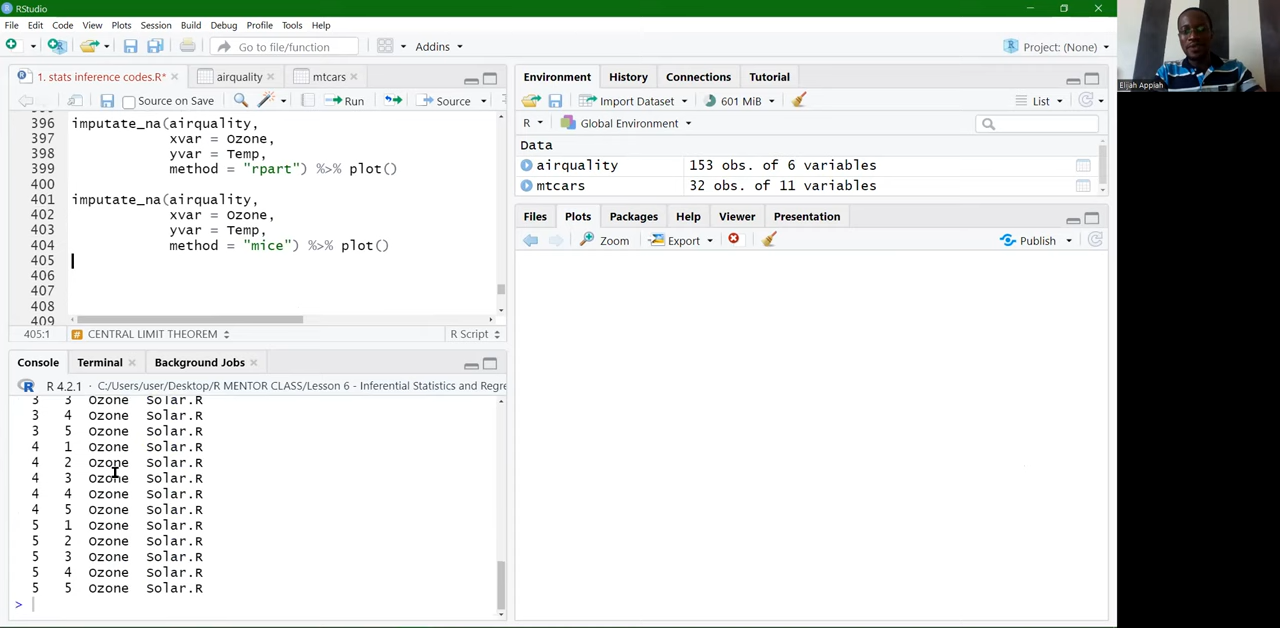 RStudio
File Edit Code View Plots Session Build Debug Profile Tools Help
Go to file/function Addins Project: (None)
Elijah Appiah
1. stats inference codes.R* airquality mtcars
Source on Save Run Source
396 imputate_na(airquality,
397 xvar = Ozone,
398 yvar = Temp,
399 method = "rpart") %>% plot()
400
401 imputate_na(airquality,
402 xvar = Ozone,
403 yvar = Temp,
404 method = "mice") %>% plot()
405
406
407
408
409
405:1 # CENTRAL LIMIT THEOREM R Script
Console Terminal Background Jobs
R 4.2.1 · C:/Users/user/Desktop/R MENTOR CLASS/Lesson 6 - Inferential Statistics and Regre
3 3 Ozone Solar.R
3 4 Ozone Solar.R
3 5 Ozone Solar.R
4 1 Ozone Solar.R
4 2 Ozone Solar.R
4 3 Ozone Solar.R
4 4 Ozone Solar.R
4 5 Ozone Solar.R
5 1 Ozone Solar.R
5 2 Ozone Solar.R
5 3 Ozone Solar.R
5 4 Ozone Solar.R
5 5 Ozone Solar.R
>
Environment History Connections Tutorial
Import Dataset 601 MiB List
R Global Environment
Data
airquality 153 obs. of 6 variables
mtcars 32 obs. of 11 variables
Files Plots Packages Help Viewer Presentation
Zoom Export Publish